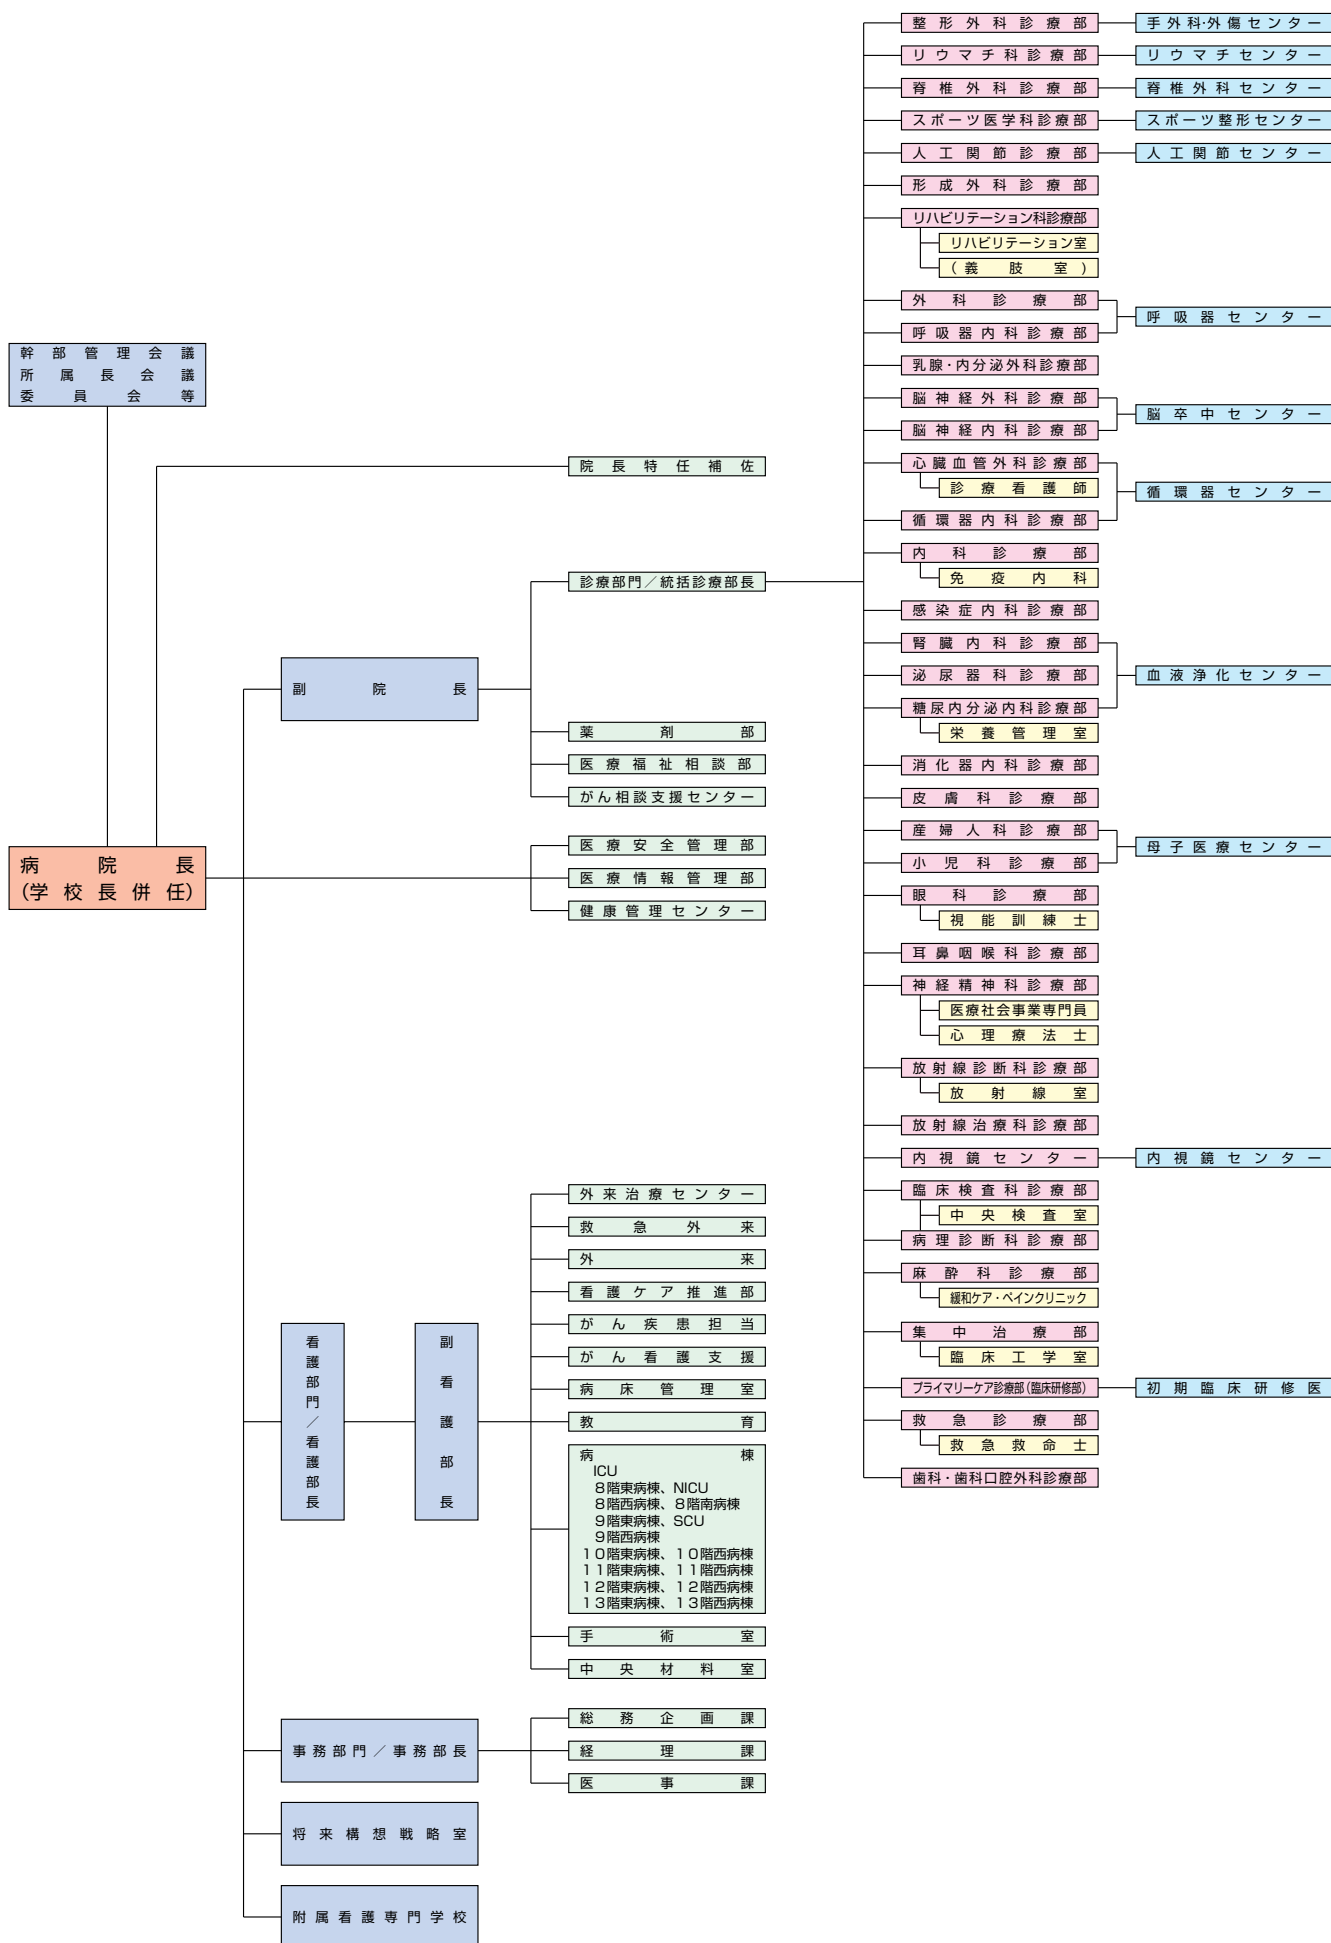 幹部管理会議
所属長会議
委員会等
病院長
(学校長併任)
院長特任補佐
副院長
診療部門／統括診療部長
薬剤部
医療福祉相談部
がん相談支援センター
医療安全管理部
医療情報管理部
健康管理センター
看護部門／看護部長
副看護部長
外来治療センター
救急外来
外来
看護ケア推進部
がん疾患担当
がん看護支援
病床管理室
教育
病棟
ICU
8階東病棟、NICU
8階西病棟、8階南病棟
9階東病棟、SCU
9階西病棟
10階東病棟、10階西病棟
11階東病棟、11階西病棟
12階東病棟、12階西病棟
13階東病棟、13階西病棟
手術室
中央材料室
事務部門／事務部長
総務企画課
経理課
医事課
将来構想戦略室
附属看護専門学校
整形外科診療部
手外科・外傷センター
リウマチ科診療部
リウマチセンター
脊椎外科診療部
脊椎外科センター
スポーツ医学科診療部
スポーツ整形センター
人工関節診療部
人工関節センター
形成外科診療部
リハビリテーション科診療部
リハビリテーション室
(義肢室)
外科診療部
呼吸器内科診療部
呼吸器センター
乳腺・内分泌外科診療部
脳神経外科診療部
脳神経内科診療部
脳卒中センター
心臓血管外科診療部
診療看護師
循環器内科診療部
循環器センター
内科診療部
免疫内科
感染症内科診療部
腎臓内科診療部
泌尿器科診療部
糖尿内分泌内科診療部
血液浄化センター
栄養管理室
消化器内科診療部
皮膚科診療部
産婦人科診療部
小児科診療部
母子医療センター
眼科診療部
視能訓練士
耳鼻咽喉科診療部
神経精神科診療部
医療社会事業専門員
心理療法士
放射線診断科診療部
放射線室
放射線治療科診療部
内視鏡センター
内視鏡センター
臨床検査科診療部
中央検査室
病理診断科診療部
麻酔科診療部
緩和ケア・ペインクリニック
集中治療部
臨床工学室
プライマリーケア診療部(臨床研修部)
初期臨床研修医
救急診療部
救急救命士
歯科・歯科口腔外科診療部